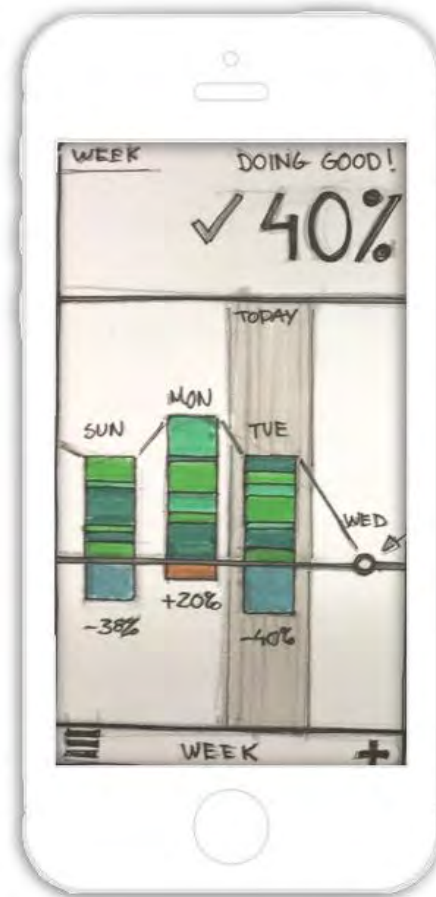 WEEK
DOING GOOD!
✓ 40%
TODAY
MON
SUN
TUE
WED
+20%
-38%
-40%
WEEK
+